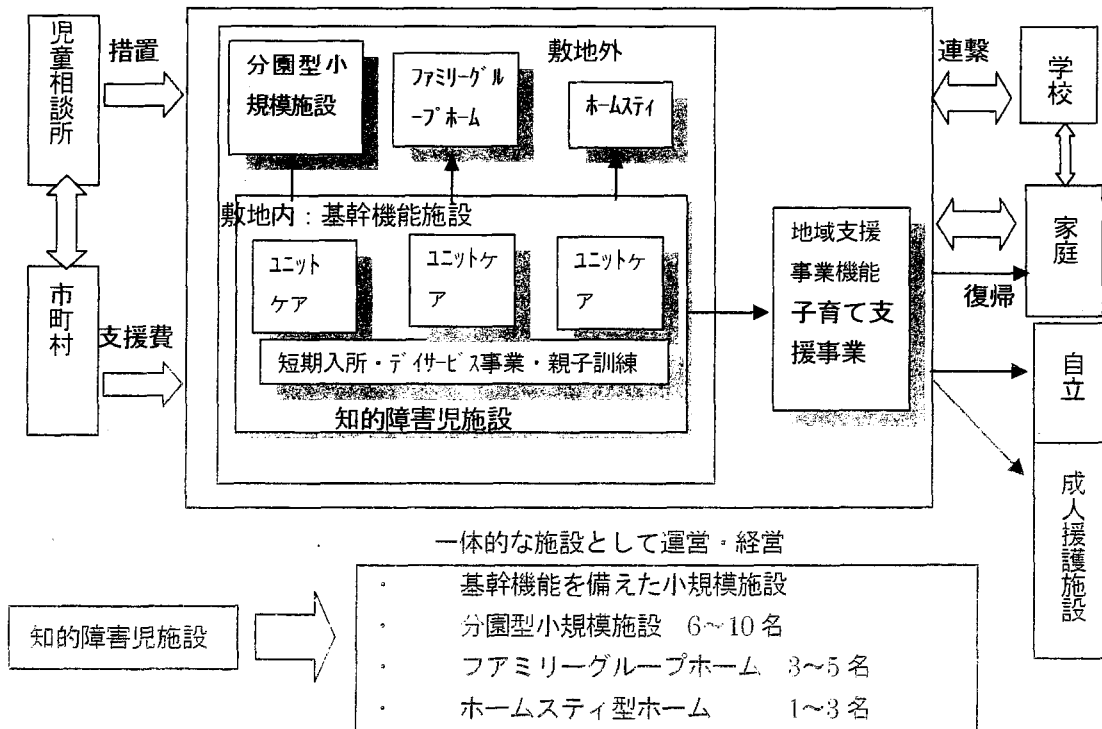 児童相談所
措置
市町村
支援費
敷地外
分園型小
規模施設
ファミリーグル
ープホーム
ホームスティ
敷地内：基幹機能施設
ユニット
ケア
ユニットケ
ア
ユニットケ
ア
短期入所・デイサービス事業・親子訓練
知的障害児施設
地域支援
事業機能
子育て支
援事業
連繋
学校
家庭
復帰
自立
成人援護施設
一体的な施設として運営・経営
知的障害児施設
・ 基幹機能を備えた小規模施設
・ 分園型小規模施設 6～10名
・ フアミリーグループホーム 3～5名
・ ホームスティ型ホーム 1～3名